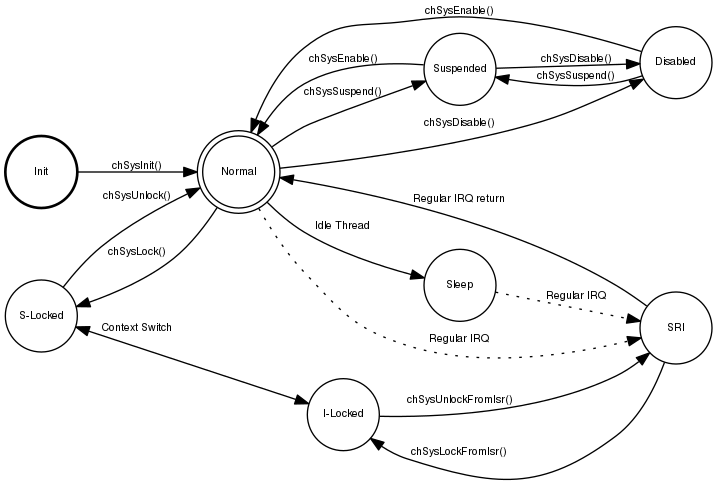 chSysEnable()
chSysEnable()
Suspended
chSysDisable()
Disabled
chSysSuspend()
chSysSuspend()
chSysDisable()
Init
chSysInit()
Normal
chSysUnlock()
Regular IRQ return
Idle Thread
chSysLock()
Sleep
Regular IRQ
S-Locked
Context Switch
Regular IRQ
SRI
I-Locked
chSysUnlockFromIsr()
chSysLockFromIsr()